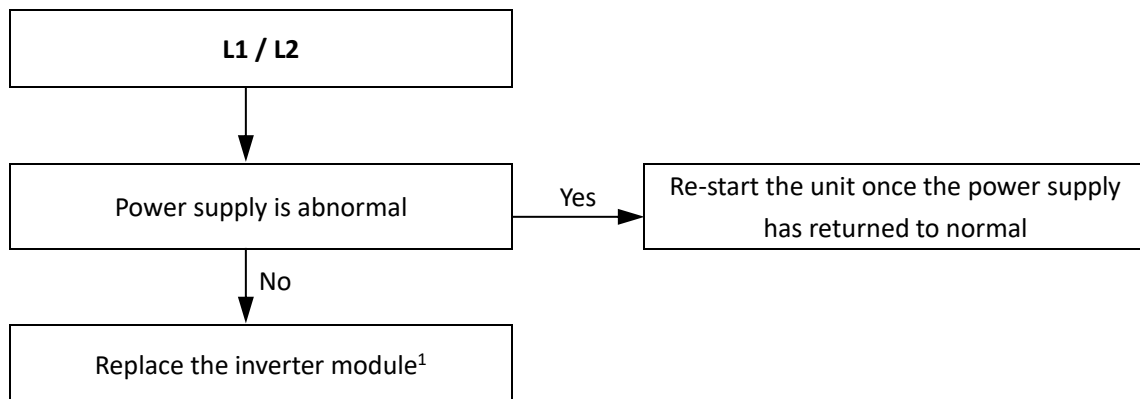 L1 / L2
Power supply is abnormal
Yes
Re-start the unit once the power supply
has returned to normal
No
Replace the inverter module¹